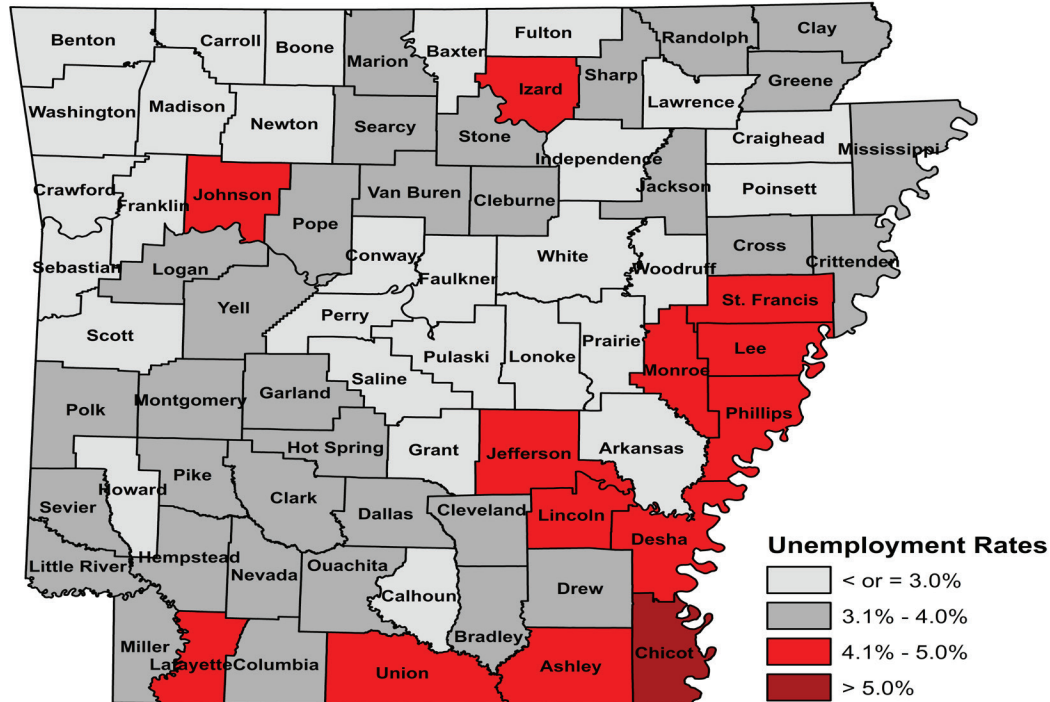 Benton
Carroll
Boone
Marion
Baxter
Fulton
Randolph
Clay
Izard
Sharp
Greene
Washington
Madison
Newton
Searcy
Stone
Lawrence
Independence
Craighead
Mississippi
Crawford
Franklin
Johnson
Pope
Van Buren
Cleburne
Jackson
Poinsett
Sebastian
Logan
Conway
Faulkner
White
Woodruff
Cross
Crittenden
Scott
Yell
Perry
Pulaski
Lonoke
Prairie
St. Francis
Lee
Monroe
Phillips
Polk
Montgomery
Garland
Saline
Hot Spring
Grant
Jefferson
Arkansas
Sevier
Howard
Pike
Clark
Dallas
Cleveland
Lincoln
Desha
Little River
Hempstead
Nevada
Ouachita
Calhoun
Bradley
Drew
Miller
Lafayette
Columbia
Union
Ashley
Chicot
Unemployment Rates
< or = 3.0%
3.1% - 4.0%
4.1% - 5.0%
> 5.0%